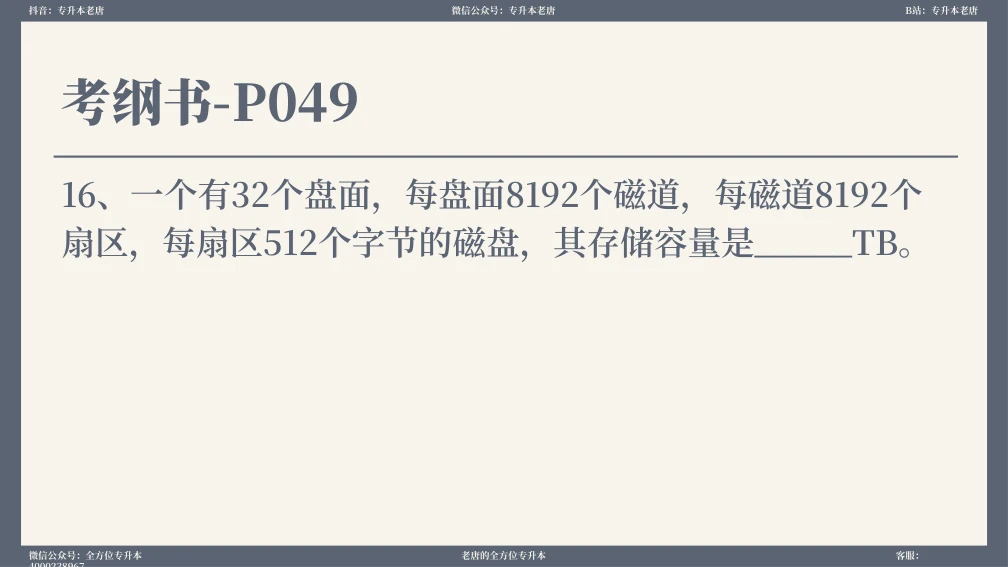 抖音：专升本老唐
微信公众号：专升本老唐
B站：专升本老唐
考纲书-P049
16、一个有32个盘面，每盘面8192个磁道，每磁道8192个
扇区，每扇区512个字节的磁盘，其存储容量是______TB。
微信公众号：全方位专升本
老唐的全方位专升本
客服：
4000238967